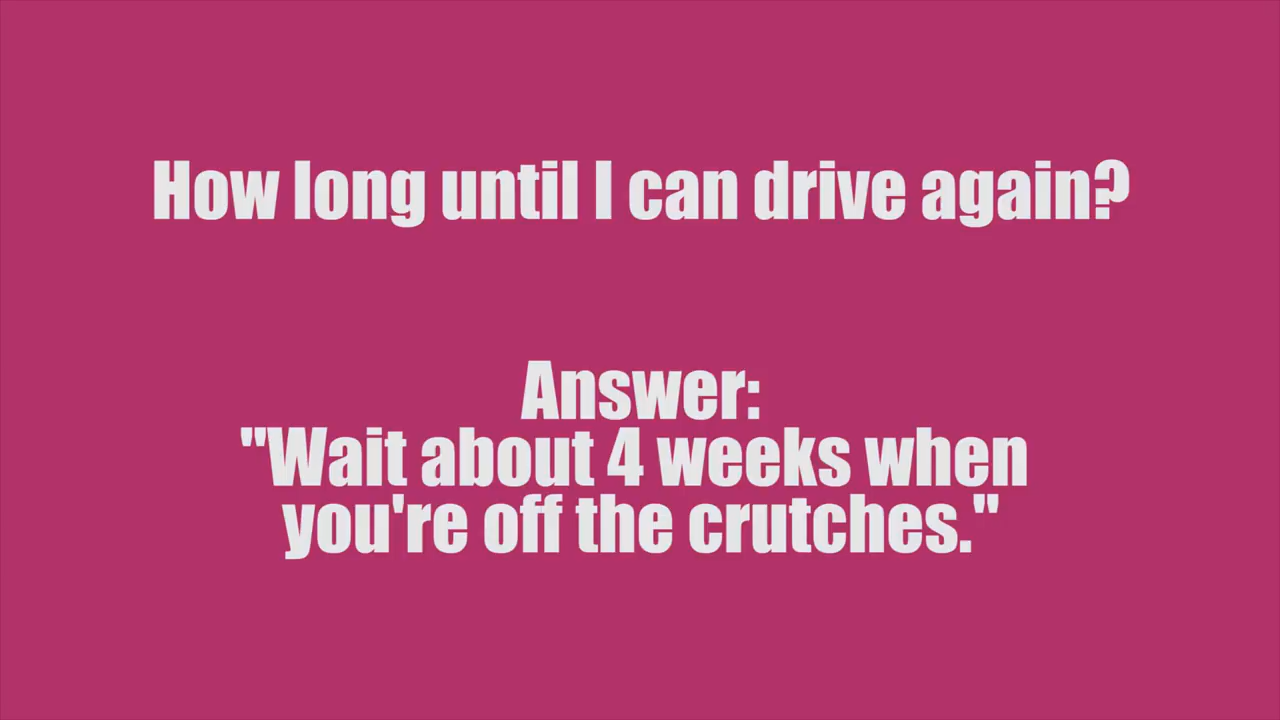 How long until I can drive again?
Answer:
"Wait about 4 weeks when
you're off the crutches."